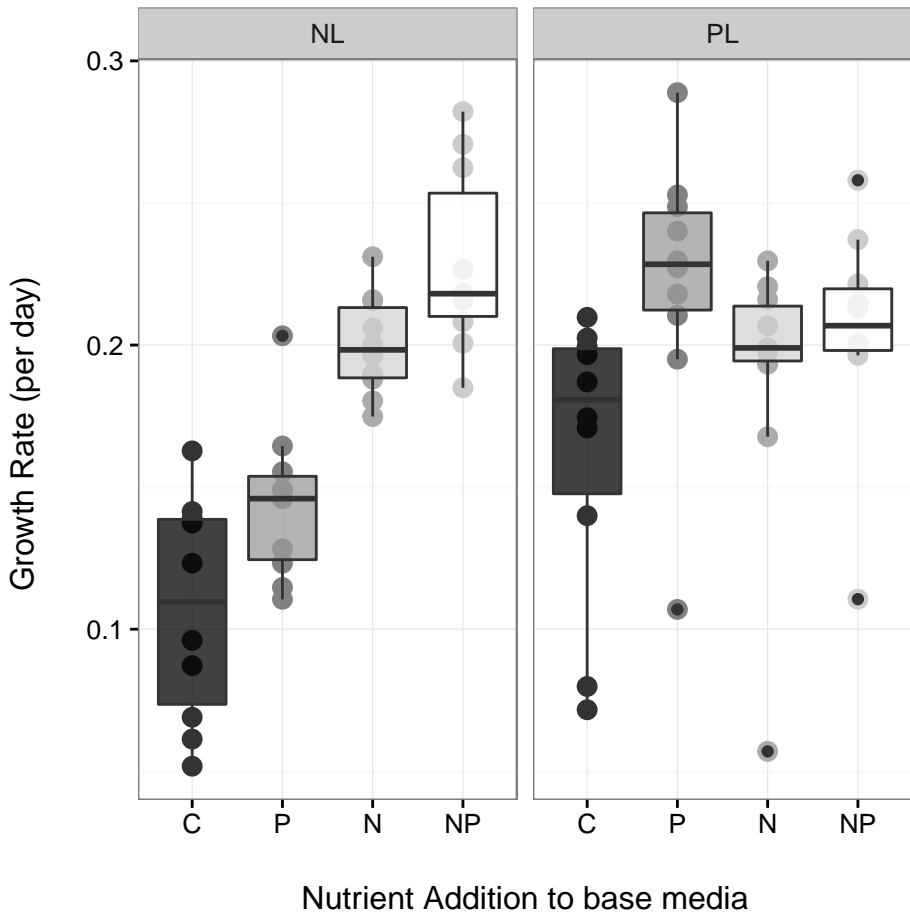 NL
PL
Growth Rate (per day)
0.3
0.2
0.1
C P N NP
C P N NP
Nutrient Addition to base media